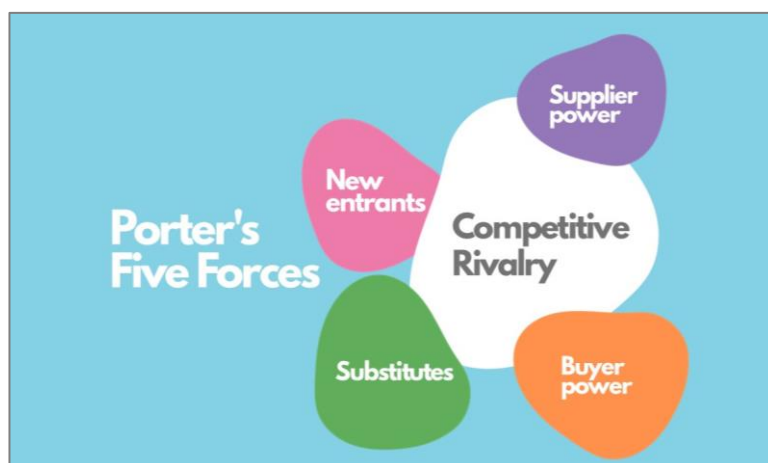 Porter's
Five Forces
New
entrants
Supplier
power
Competitive
Rivalry
Substitutes
Buyer
power